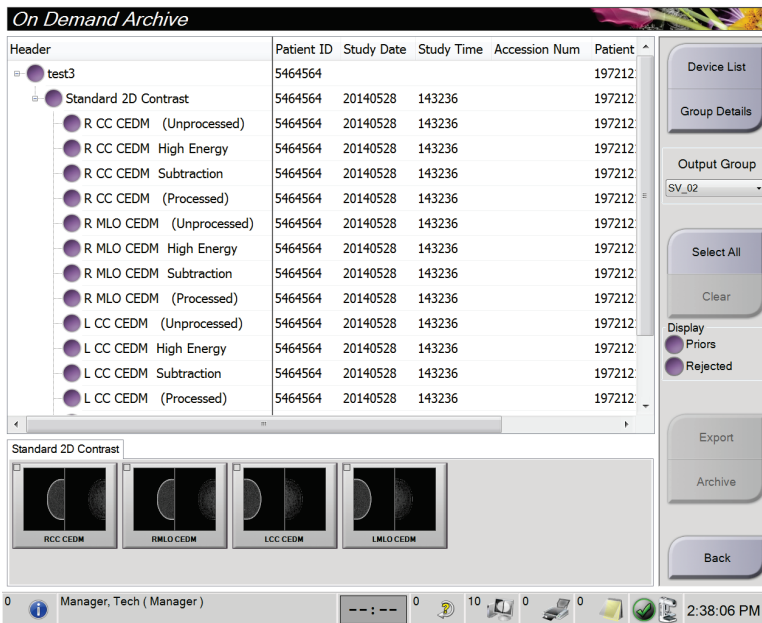 On Demand Archive
Header Patient ID Study Date Study Time Accession Num Patient
test3 5464564 197212
Standard 2D Contrast 5464564 20140528 143236 197212
R CC CEDM (Unprocessed) 5464564 20140528 143236 197212
R CC CEDM High Energy 5464564 20140528 143236 197212
R CC CEDM Subtraction 5464564 20140528 143236 197212
R CC CEDM (Processed) 5464564 20140528 143236 197212
R MLO CEDM (Unprocessed) 5464564 20140528 143236 197212
R MLO CEDM High Energy 5464564 20140528 143236 197212
R MLO CEDM Subtraction 5464564 20140528 143236 197212
R MLO CEDM (Processed) 5464564 20140528 143236 197212
L CC CEDM (Unprocessed) 5464564 20140528 143236 197212
L CC CEDM High Energy 5464564 20140528 143236 197212
L CC CEDM Subtraction 5464564 20140528 143236 197212
L CC CEDM (Processed) 5464564 20140528 143236 197212
Device List
Group Details
Output Group
SV_02
Select All
Clear
Display
Priors
Rejected
Export
Archive
Back
Standard 2D Contrast
RCC CEDM RMLO CEDM LCC CEDM LMLO CEDM
0 Manager, Tech ( Manager ) --:-- 0 10 0 0 2:38:06 PM